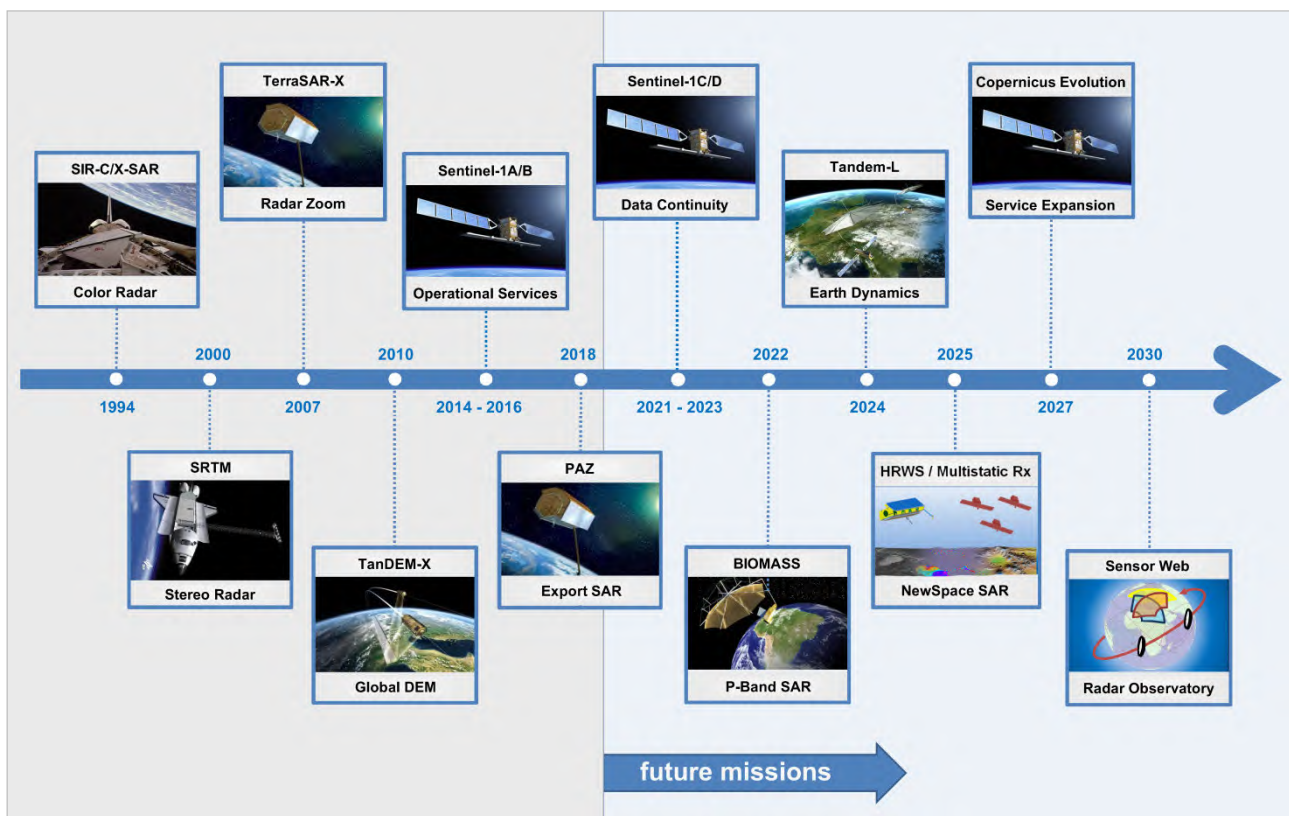 TerraSAR-X
Radar Zoom
Sentinel-1C/D
Data Continuity
Copernicus Evolution
Service Expansion
SIR-C/X-SAR
Color Radar
Sentinel-1A/B
Operational Services
Tandem-L
Earth Dynamics
2000
2010
2018
2022
2025
2030
1994
2007
2014 - 2016
2021 - 2023
2024
2027
SRTM
Stereo Radar
PAZ
Export SAR
HRWS / Multistatic Rx
NewSpace SAR
TanDEM-X
Global DEM
BIOMASS
P-Band SAR
Sensor Web
Radar Observatory
future missions